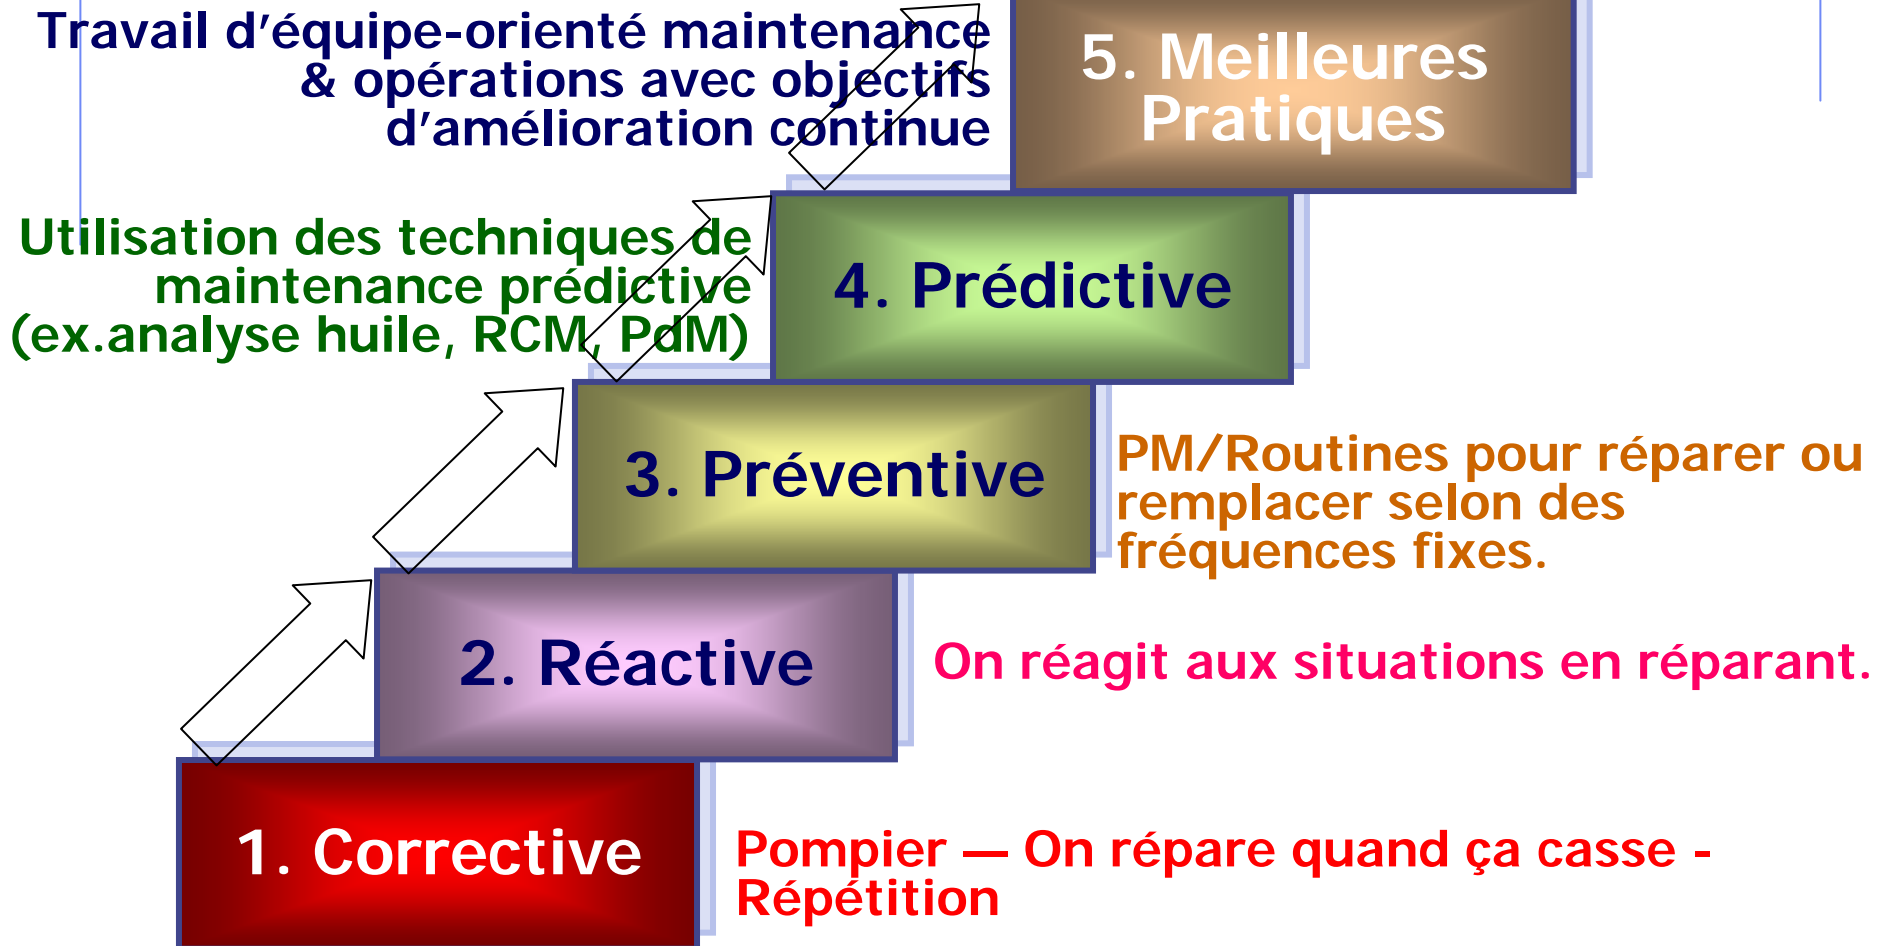 Travail d’équipe-orienté maintenance
& opérations avec objectifs
d’amélioration continue
5. Meilleures
Pratiques
Utilisation des techniques de
maintenance prédictive
(ex.analyse huile, RCM, PdM)
4. Prédictive
3. Préventive
PM/Routines pour réparer ou
remplacer selon des
fréquences fixes.
2. Réactive
On réagit aux situations en réparant.
1. Corrective
Pompier — On répare quand ça casse -
Répétition